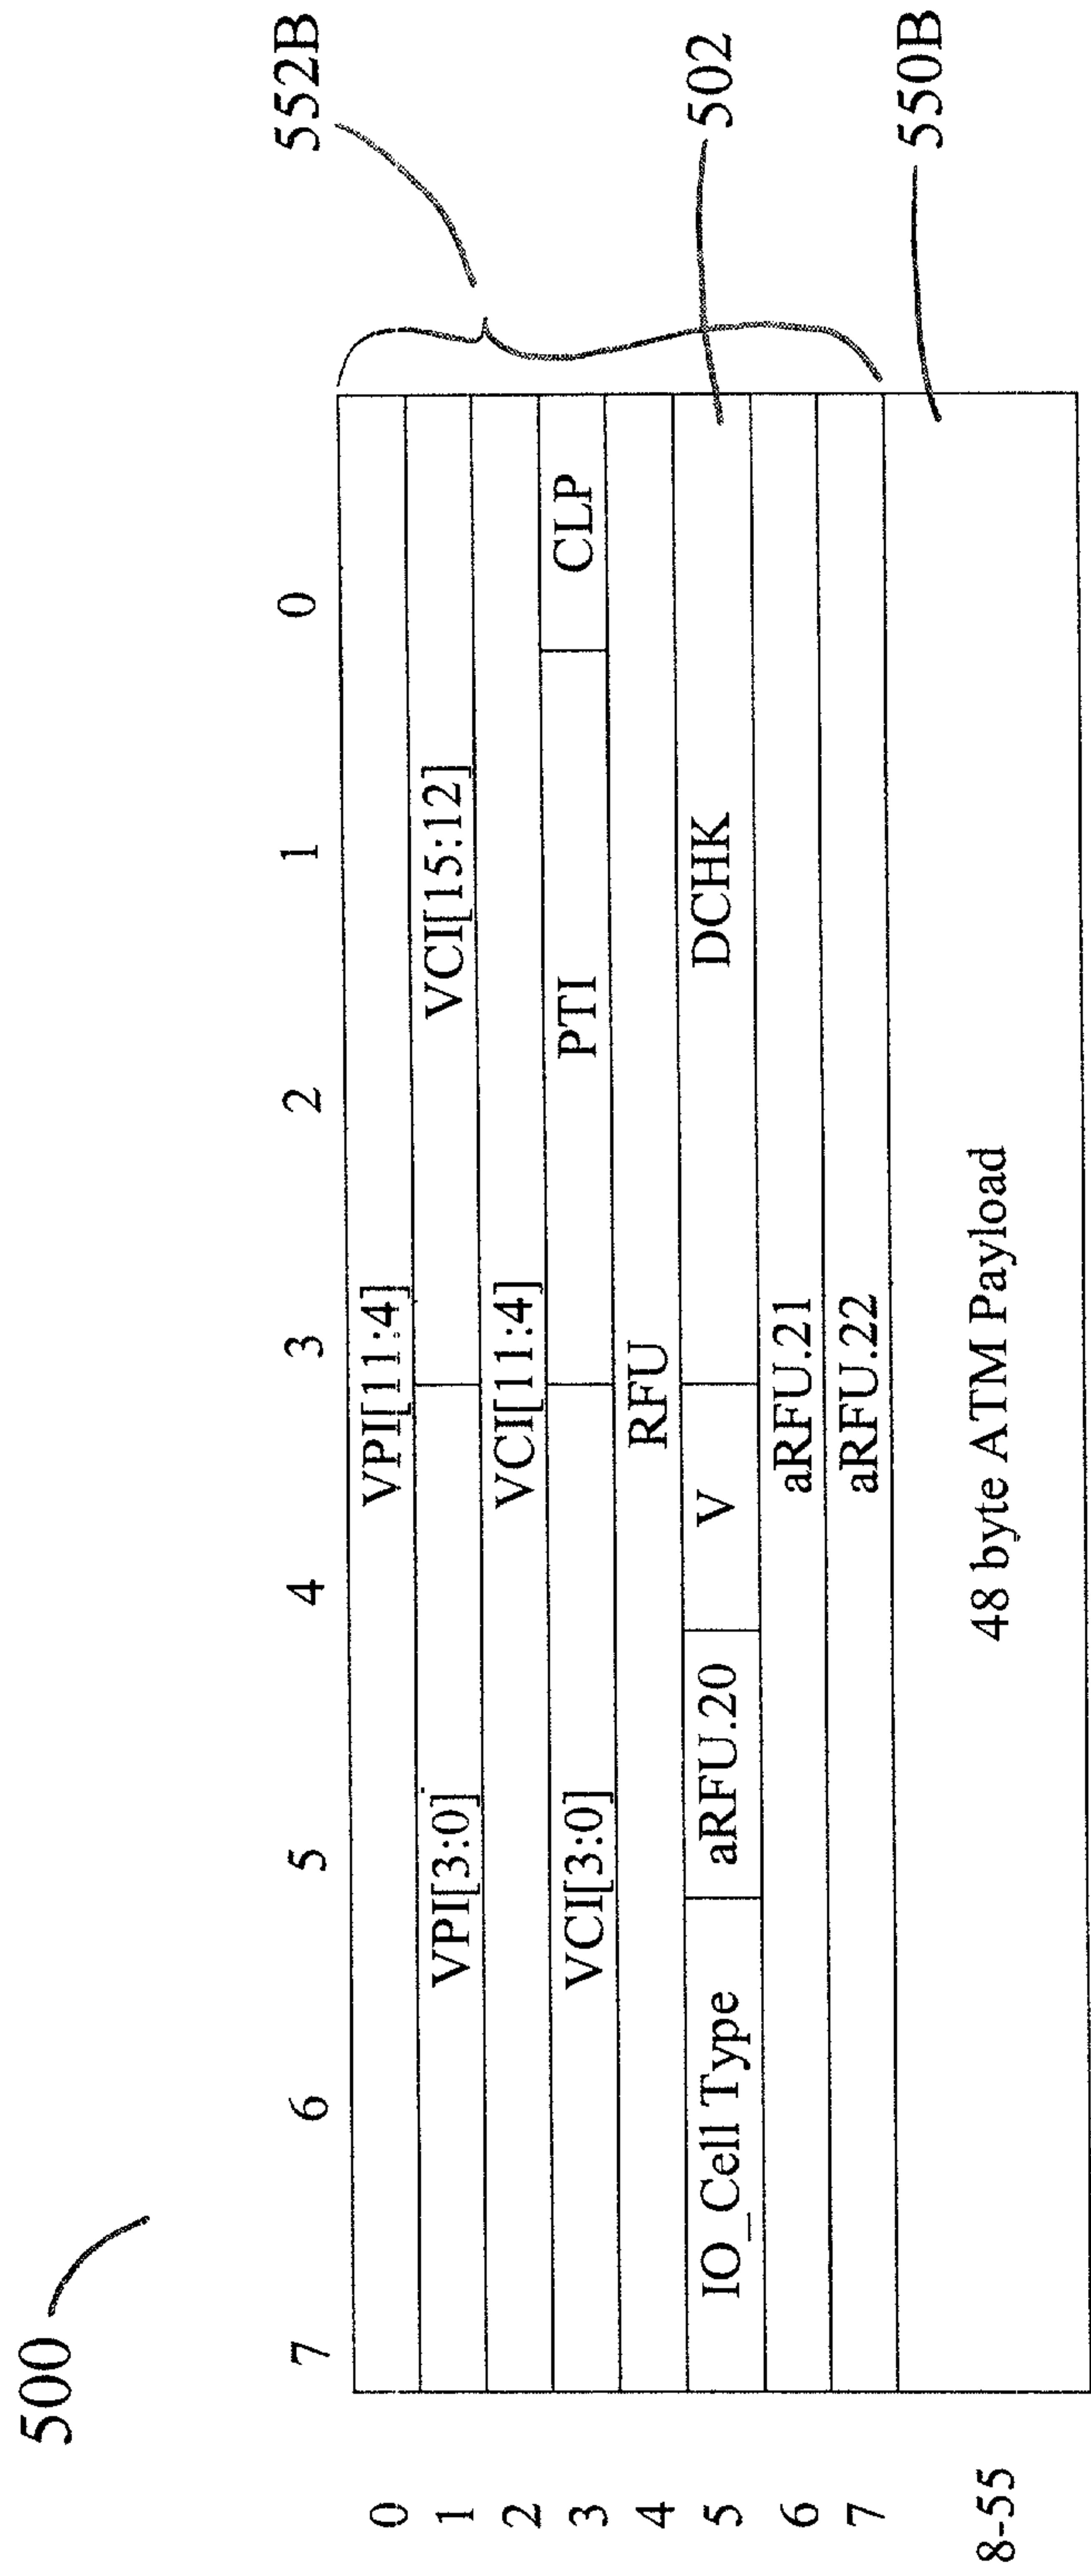 500
552B
7 6 5 4 3 2 1 0
0 VPI[11:4]
1 VPI[3:0] VCI[15:12]
2 VCI[11:4]
3 VCI[3:0] PTI CLP
4 RFU
5 IO_Cell Type aRFU.20 V DCHK
502
6 aRFU.21
7 aRFU.22
8-55 48 byte ATM Payload
550B